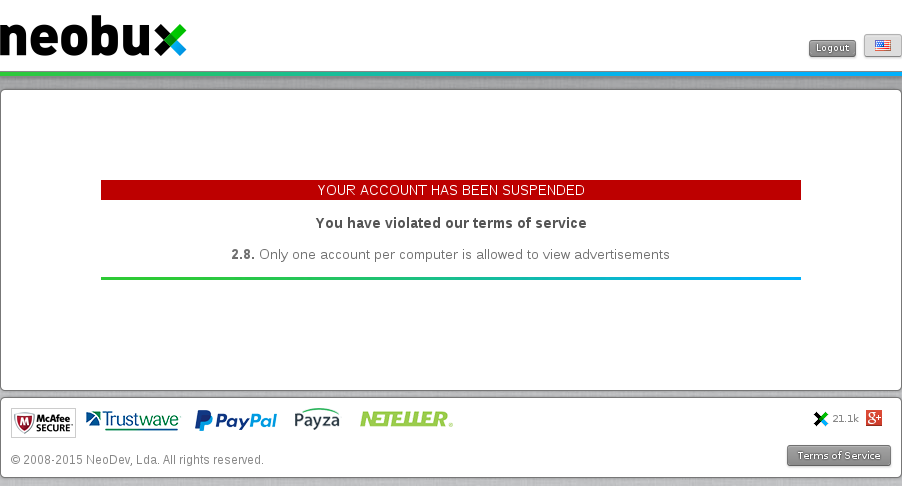 neobux
Logout
YOUR ACCOUNT HAS BEEN SUSPENDED
You have violated our terms of service
2.8. Only one account per computer is allowed to view advertisements
McAfee SECURE™
Trustwave®
PayPal
Payza
NETELLER®
21.1k
g+
© 2008-2015 NeoDev, Lda. All rights reserved.
Terms of Service